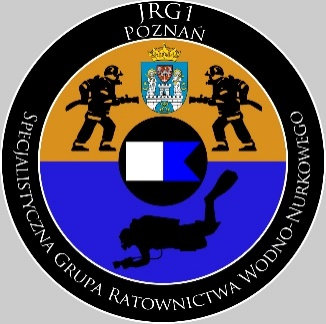 JRG1
POZNAŃ
SPECJALISTYCZNA GRUPA RATOWNICTWA WODNO-NURKOWEGO